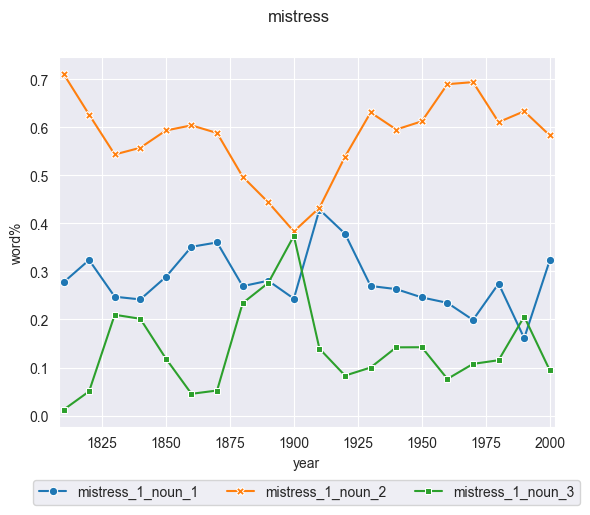 mistress
0.7
0.6
0.5
0.4
0.3
0.2
0.1
0.0
word%
1825 1850 1875 1900 1925 1950 1975 2000
year
mistress_1_noun_1 mistress_1_noun_2 mistress_1_noun_3